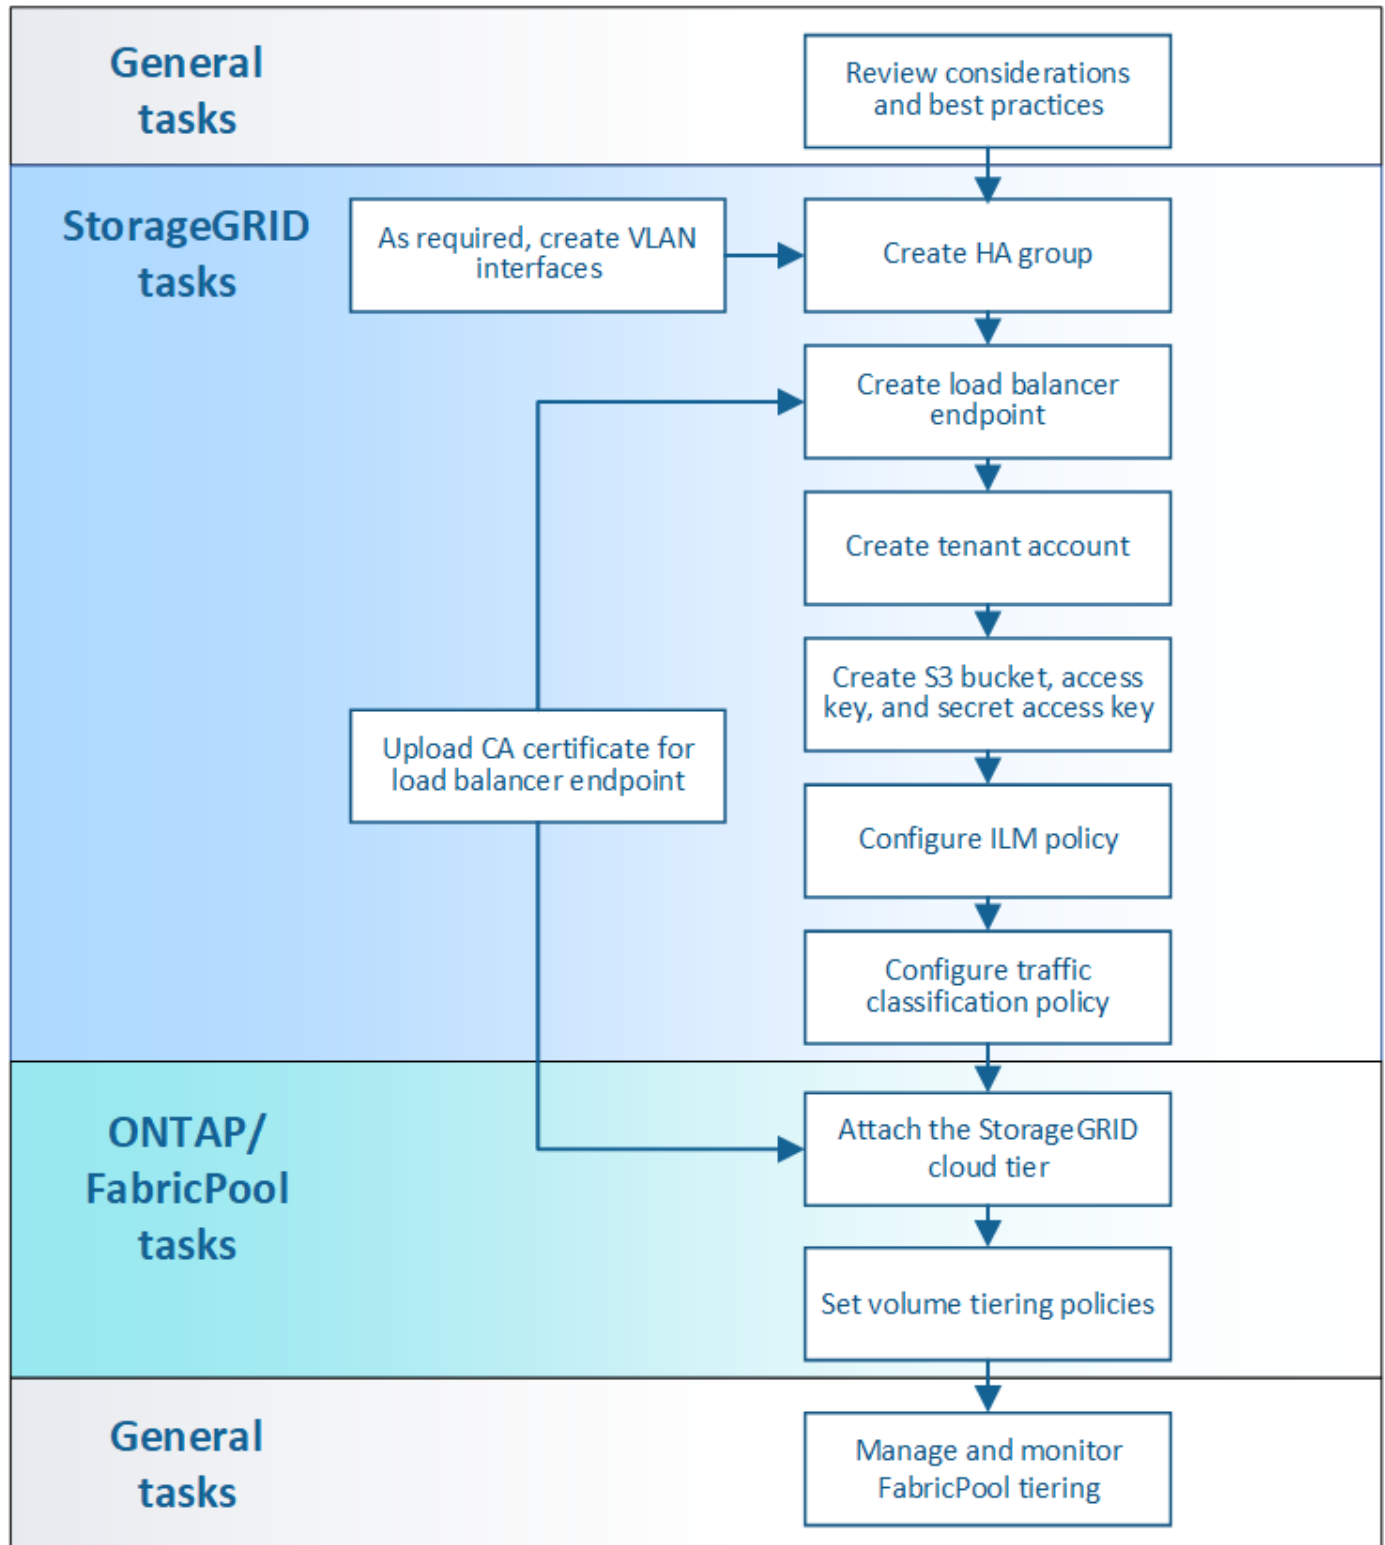 General
tasks
Review considerations
and best practices
StorageGRID
tasks
As required, create VLAN
interfaces
Create HA group
Create load balancer
endpoint
Create tenant account
Create S3 bucket, access
key, and secret access key
Upload CA certificate for
load balancer endpoint
Configure ILM policy
Configure traffic
classification policy
ONTAP/
FabricPool
tasks
Attach the StorageGRID
cloud tier
Set volume tiering policies
General
tasks
Manage and monitor
FabricPool tiering